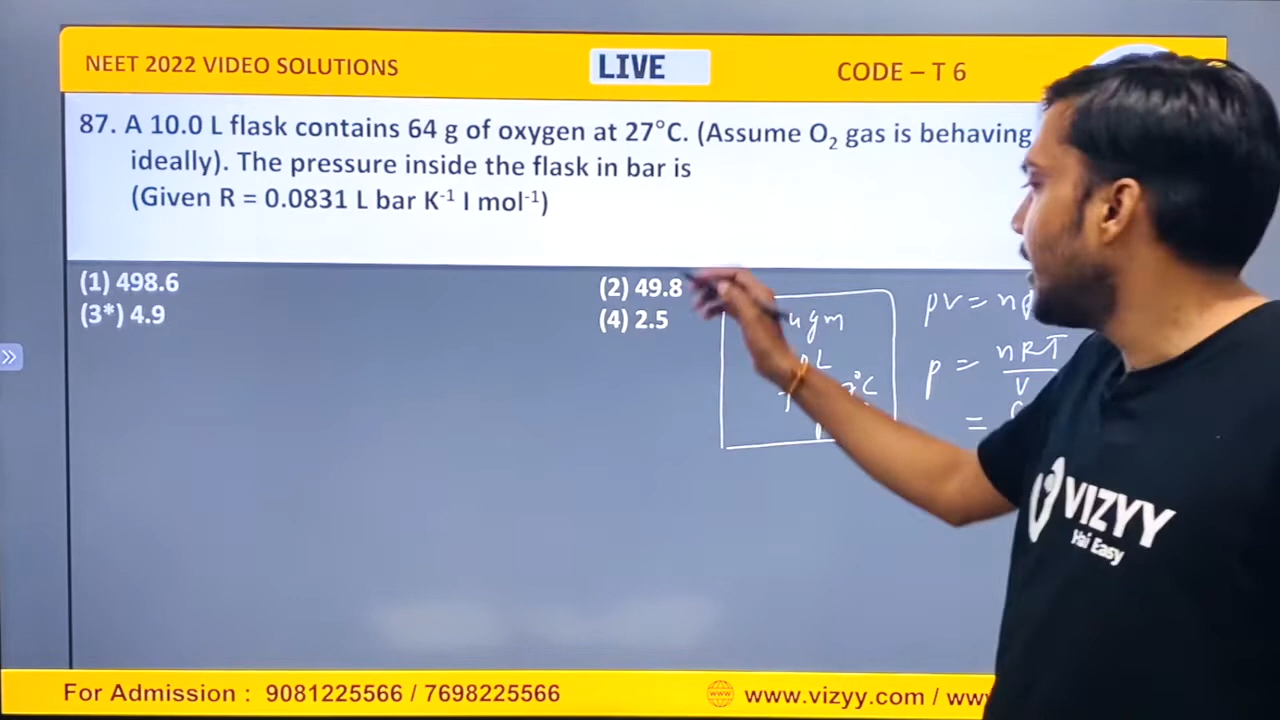 NEET 2022 VIDEO SOLUTIONS
LIVE
CODE – T 6
87. A 10.0 L flask contains 64 g of oxygen at 27°C. (Assume O₂ gas is behaving
ideally). The pressure inside the flask in bar is
(Given R = 0.0831 L bar K⁻¹ I mol⁻¹)
(1) 498.6
(2) 49.8
(3*) 4.9
(4) 2.5
gm
L
°C
pv = n
p = nRT
V
=
VIZYY
Hai Easy
For Admission : 9081225566 / 7698225566
www.vizyy.com /